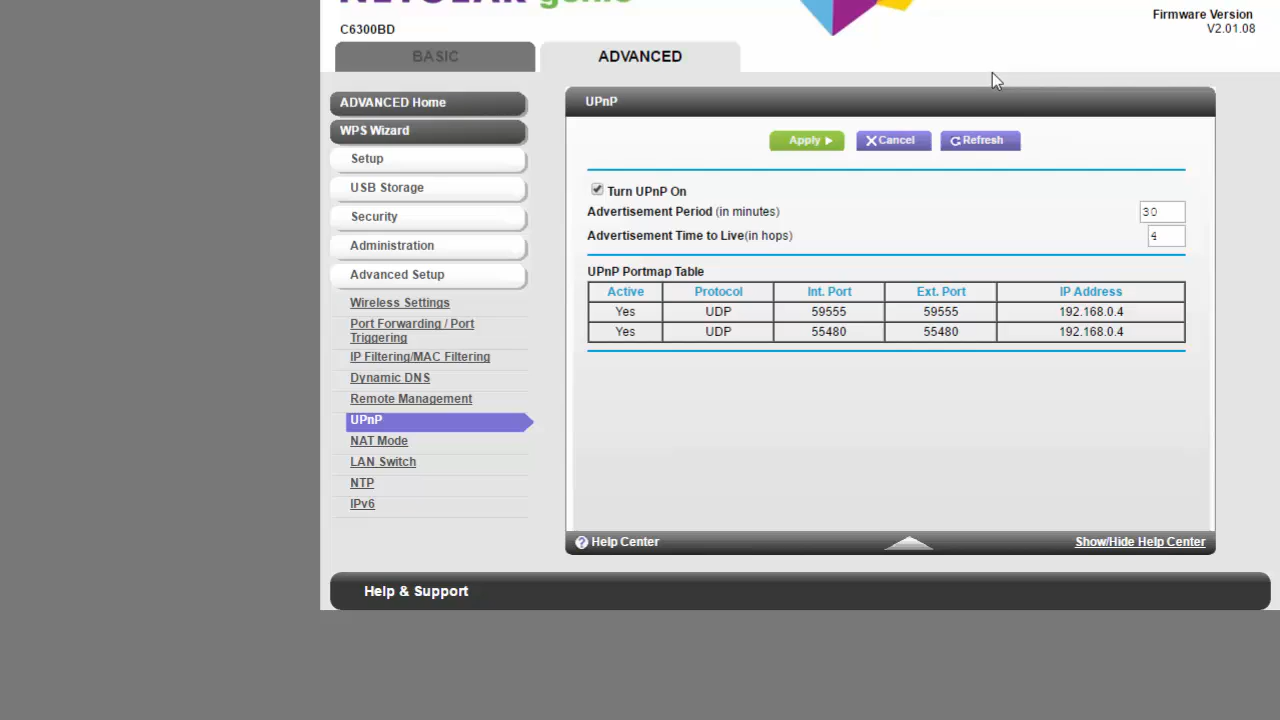 NETGEAR genie
C6300BD
Firmware Version
V2.01.08
BASIC
ADVANCED
ADVANCED Home
WPS Wizard
Setup
USB Storage
Security
Administration
Advanced Setup
Wireless Settings
Port Forwarding / Port
Triggering
IP Filtering/MAC Filtering
Dynamic DNS
Remote Management
UPnP
NAT Mode
LAN Switch
NTP
IPv6
UPnP
Apply
Cancel
Refresh
Turn UPnP On
Advertisement Period (in minutes) 30
Advertisement Time to Live(in hops) 4
UPnP Portmap Table
Active Protocol Int. Port Ext. Port IP Address
Yes UDP 59555 59555 192.168.0.4
Yes UDP 55480 55480 192.168.0.4
Help Center
Show/Hide Help Center
Help & Support